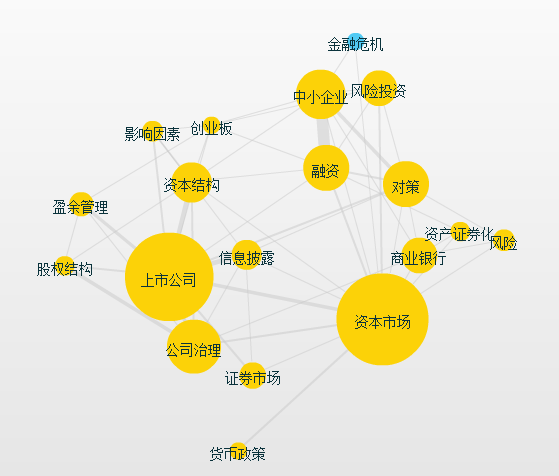 金融危机
中小企业
风险投资
创业板
影响因素
融资
资本结构
对策
盈余管理
资产证券化
风险
信息披露
商业银行
股权结构
上市公司
资本市场
公司治理
证券市场
货币政策